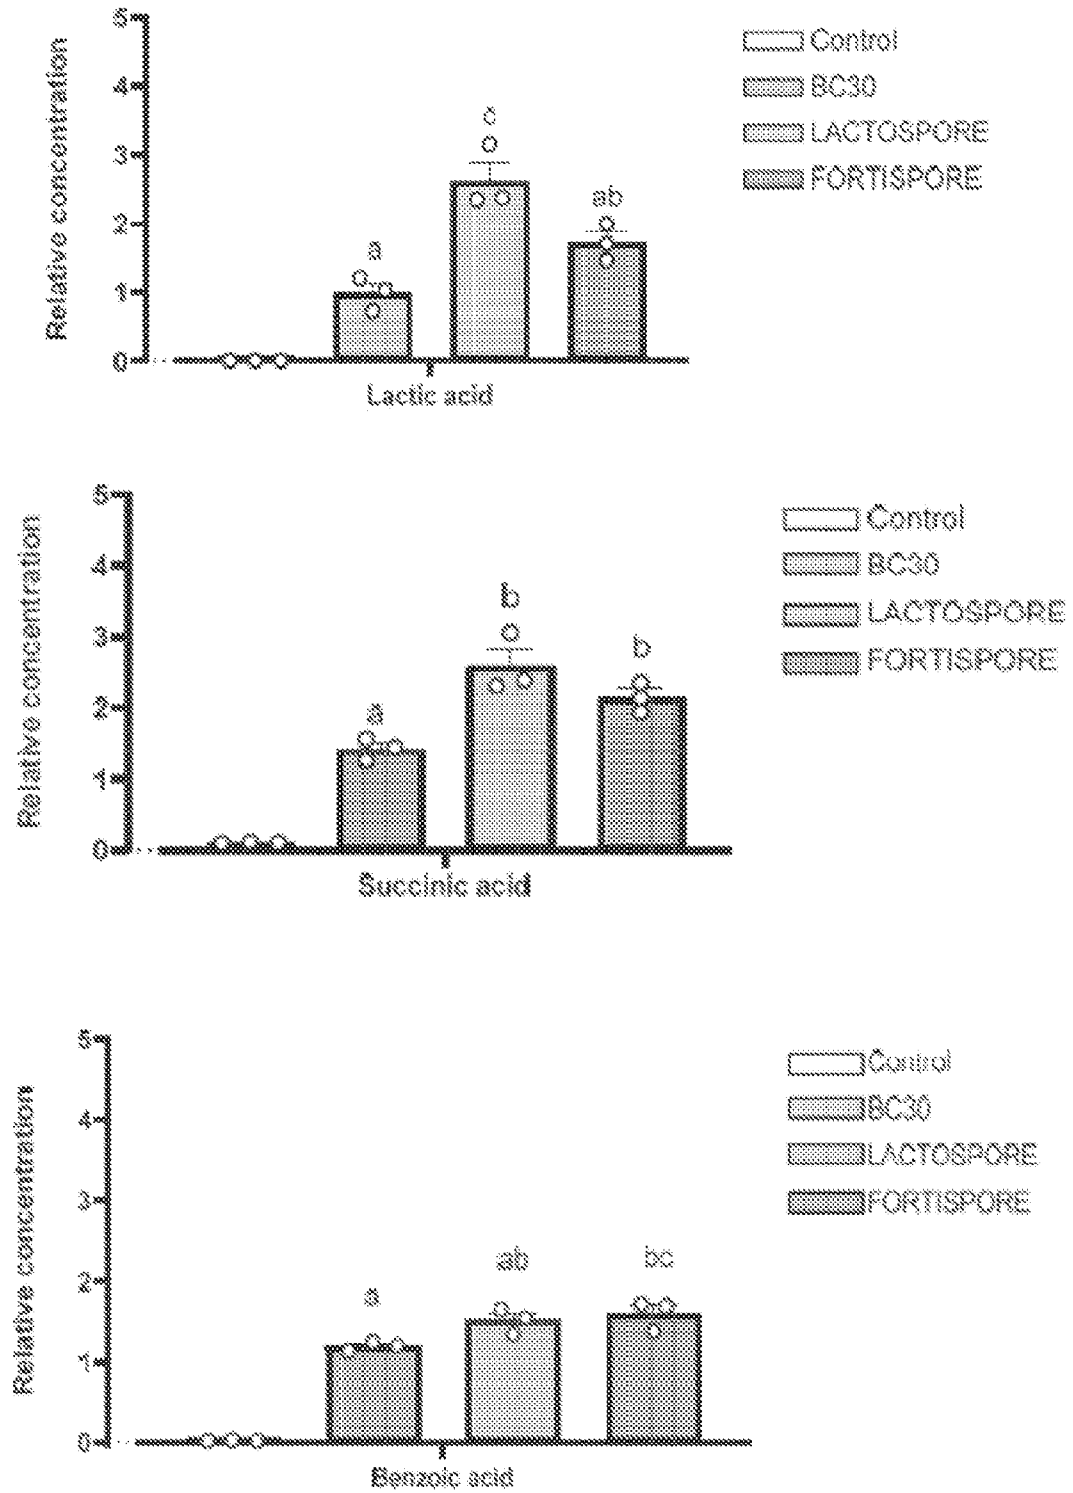 Relative concentration
5
4
3
2
1
0
a
c
ab
Lactic acid
Control
BC30
LACTOSPORE
FORTISPORE
Relative concentration
5
4
3
2
1
0
a
b
b
Succinic acid
Control
BC30
LACTOSPORE
FORTISPORE
Relative concentration
5
4
3
2
1
0
a
ab
bc
Benzoic acid
Control
BC30
LACTOSPORE
FORTISPORE